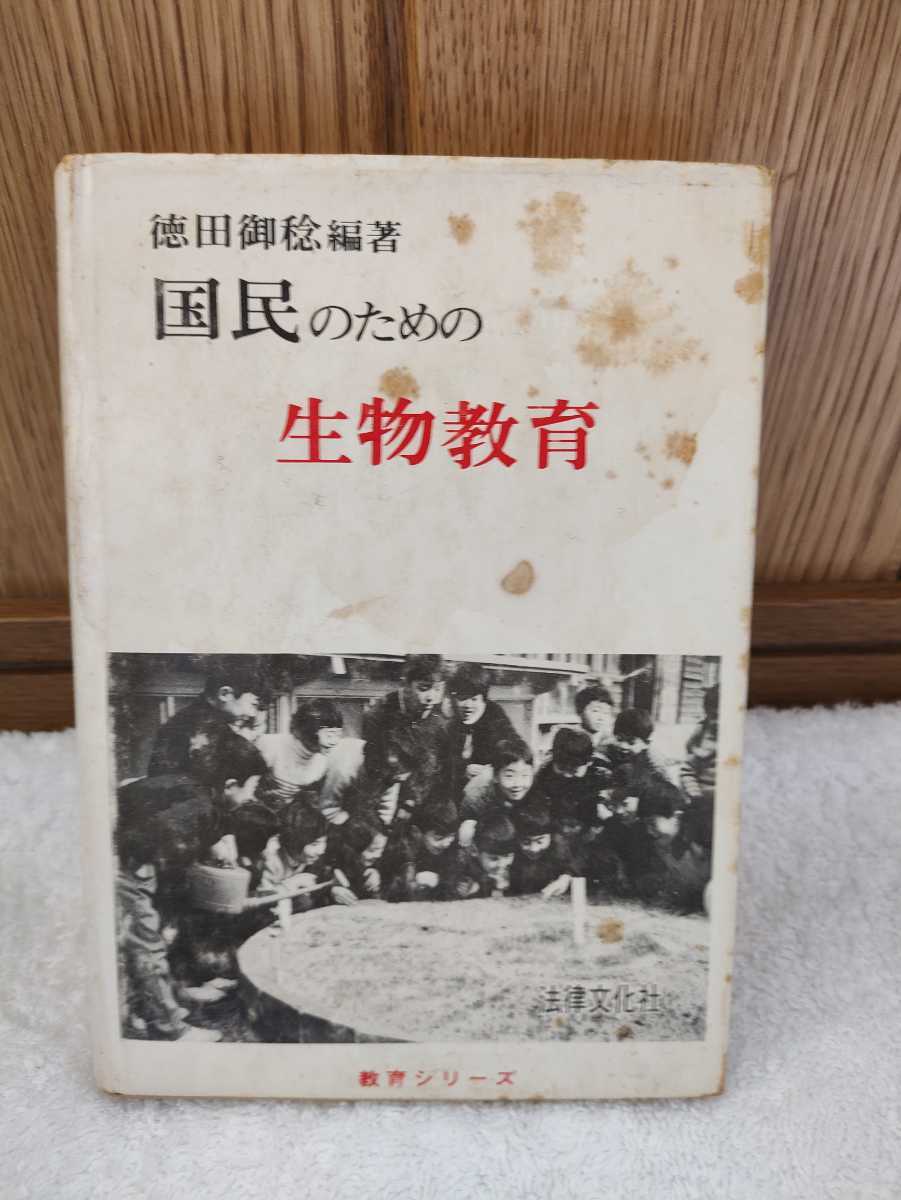 徳田御稔編著
国民のための
生物教育
法律文化社
教育シリーズ